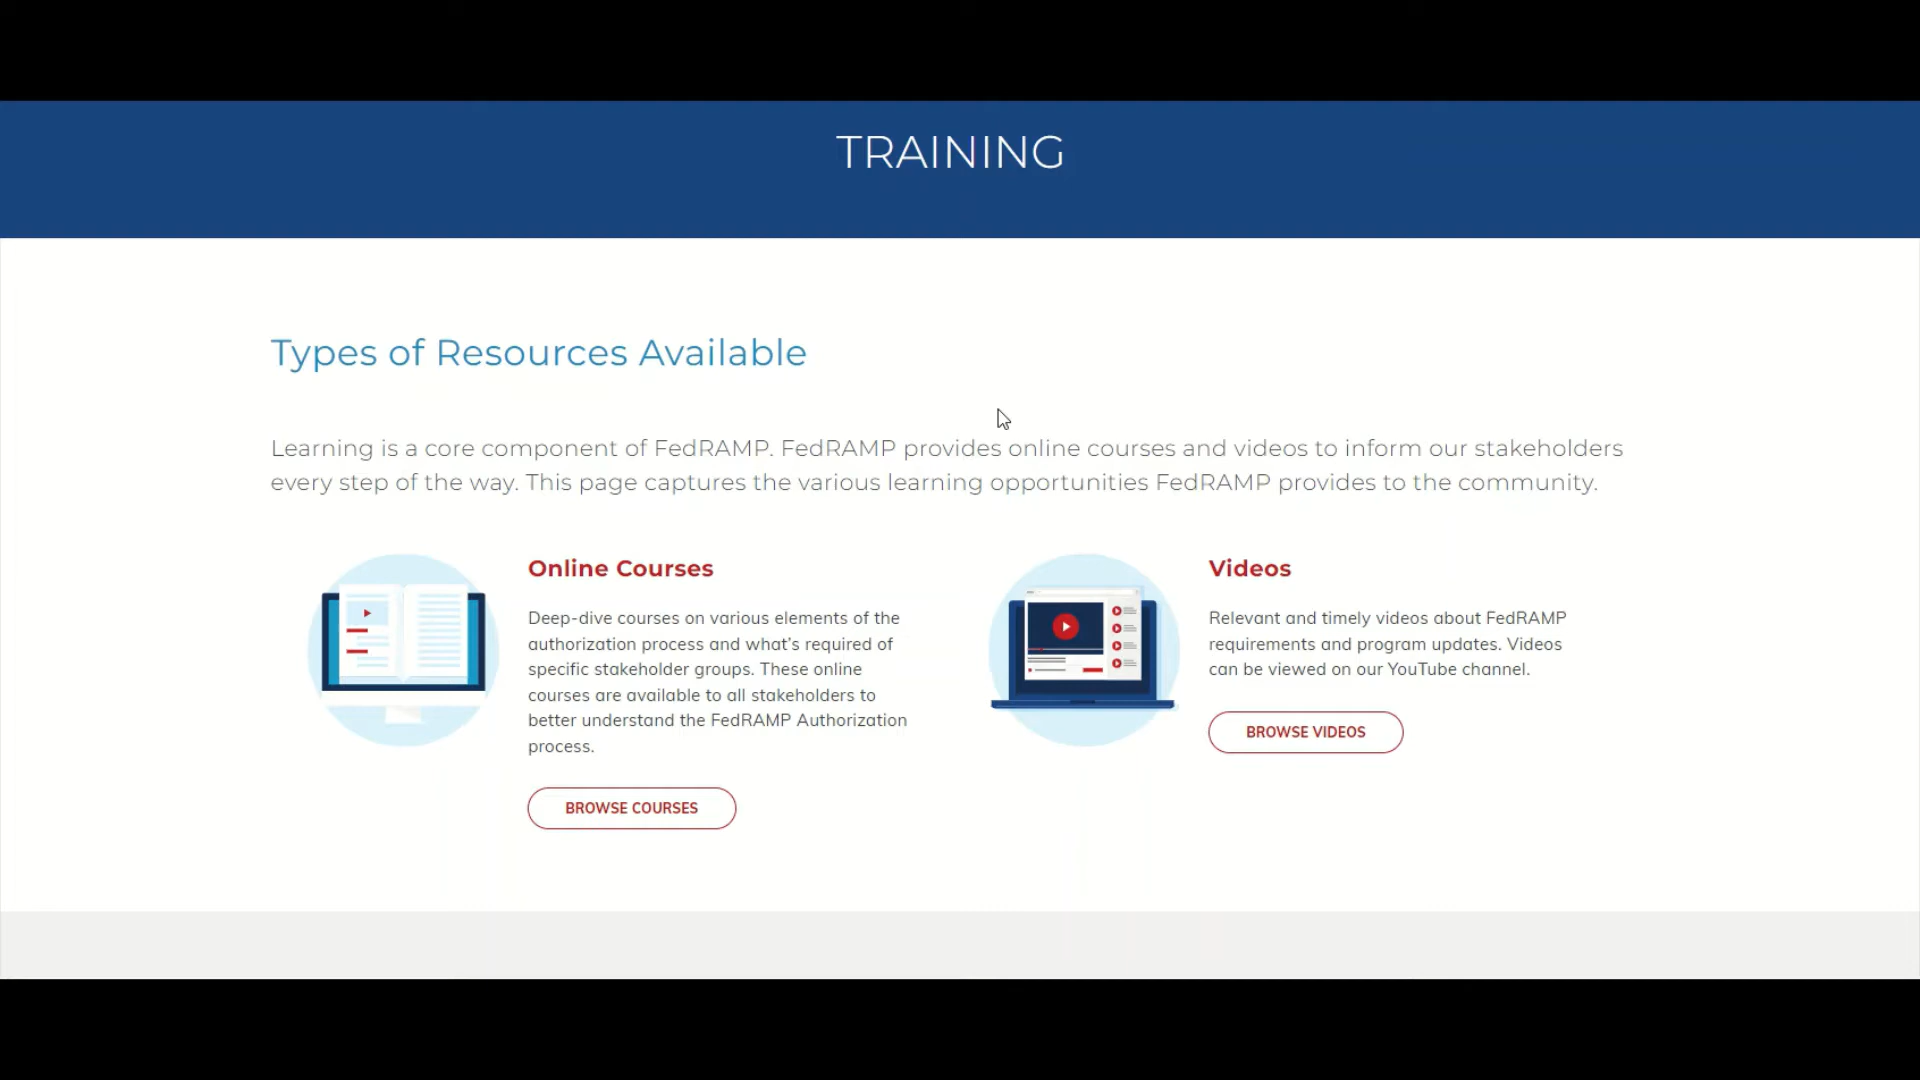 TRAINING
Types of Resources Available
Learning is a core component of FedRAMP. FedRAMP provides online courses and videos to inform our stakeholders
every step of the way. This page captures the various learning opportunities FedRAMP provides to the community.
Online Courses
Deep-dive courses on various elements of the
authorization process and what's required of
specific stakeholder groups. These online
courses are available to all stakeholders to
better understand the FedRAMP Authorization
process.
BROWSE COURSES
Videos
Relevant and timely videos about FedRAMP
requirements and program updates. Videos
can be viewed on our YouTube channel.
BROWSE VIDEOS